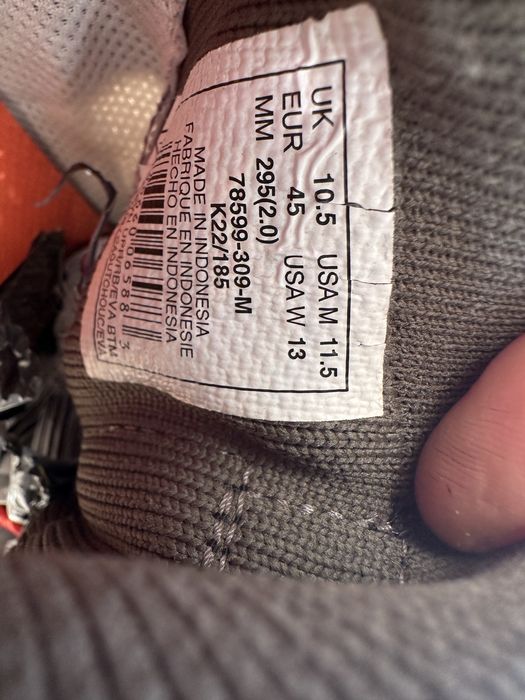 UK 10.5 USA M 11.5
EUR 45 USA W 13
MM 295(2.0)
78599-309-M
K22/185
MADE IN INDONESIA
FABRIQUE EN INDONESIE
HECHO EN INDONESIA